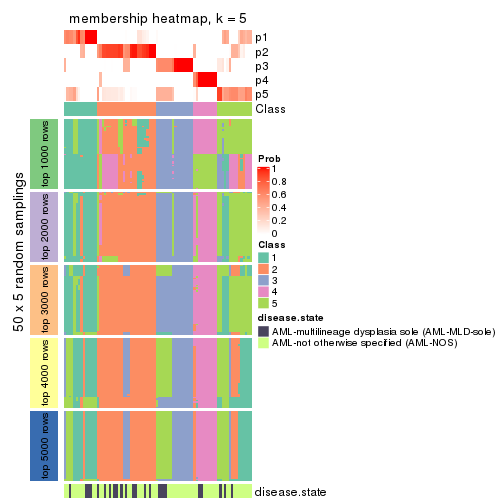 membership heatmap, k = 5
p1
p2
p3
p4
p5
Class
50 x 5 random samplings
top 1000 rows
top 2000 rows
top 3000 rows
top 4000 rows
top 5000 rows
disease.state
Prob
1
0.8
0.6
0.4
0.2
0
Class
1
2
3
4
5
disease.state
AML-multilineage dysplasia sole (AML-MLD-sole)
AML-not otherwise specified (AML-NOS)